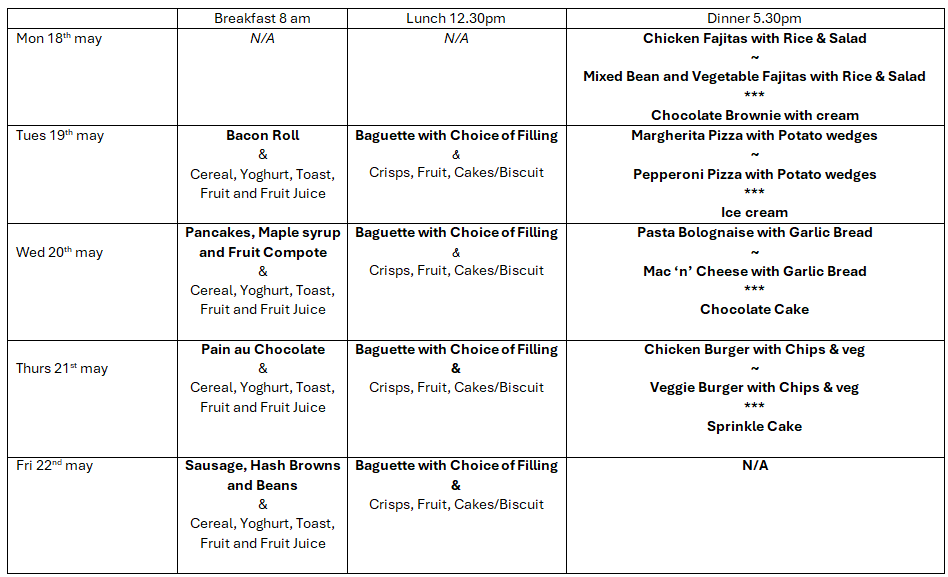 Breakfast 8 am Lunch 12.30pm Dinner 5.30pm
Mon 18th may
N/A
N/A
Chicken Fajitas with Rice & Salad
~
Mixed Bean and Vegetable Fajitas with Rice & Salad
***
Chocolate Brownie with cream
Tues 19th may
Bacon Roll
&
Cereal, Yoghurt, Toast,
Fruit and Fruit Juice
Baguette with Choice of Filling
&
Crisps, Fruit, Cakes/Biscuit
Margherita Pizza with Potato wedges
~
Pepperoni Pizza with Potato wedges
***
Ice cream
Wed 20th may
Pancakes, Maple syrup
and Fruit Compote
&
Cereal, Yoghurt, Toast,
Fruit and Fruit Juice
Baguette with Choice of Filling
&
Crisps, Fruit, Cakes/Biscuit
Pasta Bolognaise with Garlic Bread
~
Mac ‘n’ Cheese with Garlic Bread
***
Chocolate Cake
Thurs 21st may
Pain au Chocolate
&
Cereal, Yoghurt, Toast,
Fruit and Fruit Juice
Baguette with Choice of Filling
&
Crisps, Fruit, Cakes/Biscuit
Chicken Burger with Chips & veg
~
Veggie Burger with Chips & veg
***
Sprinkle Cake
Fri 22nd may
Sausage, Hash Browns
and Beans
&
Cereal, Yoghurt, Toast,
Fruit and Fruit Juice
Baguette with Choice of Filling
&
Crisps, Fruit, Cakes/Biscuit
N/A